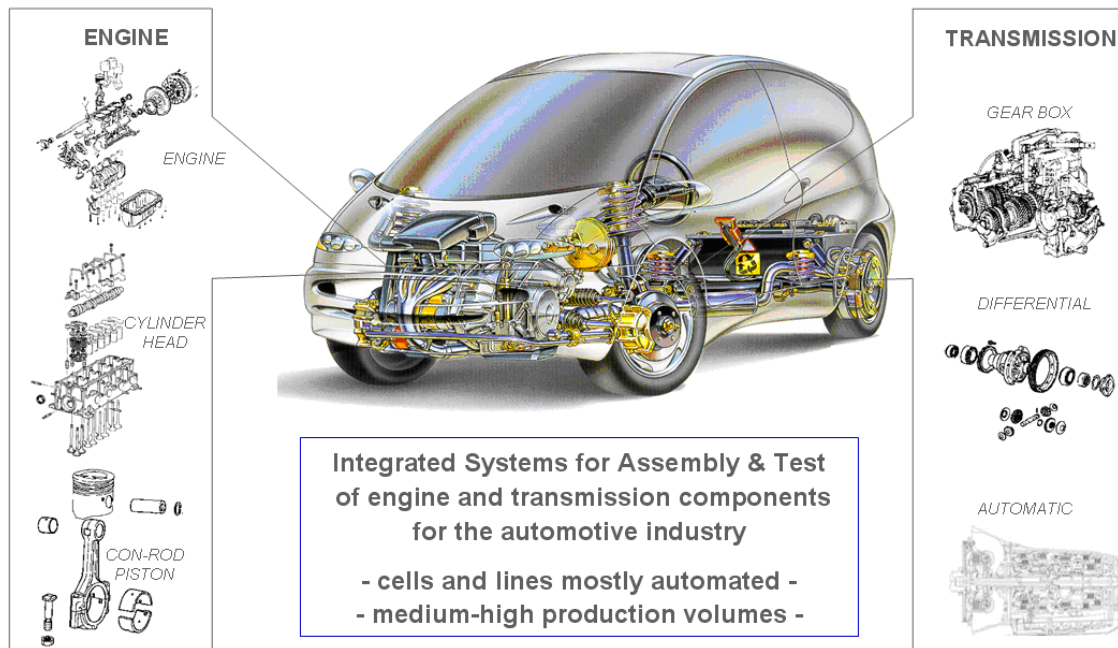 ENGINE
ENGINE
CYLINDER
HEAD
CON-ROD
PISTON
Integrated Systems for Assembly & Test
of engine and transmission components
for the automotive industry
- cells and lines mostly automated -
- medium-high production volumes -
TRANSMISSION
GEAR BOX
DIFFERENTIAL
AUTOMATIC